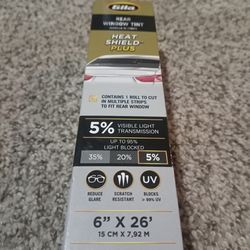 Gila
REAR
WINDOW TINT
HEAT
SHIELD™
PLUS
CONTAINS 1 ROLL TO CUT
IN MULTIPLE STRIPS
TO FIT REAR WINDOW
5% VISIBLE LIGHT
TRANSMISSION
UP TO 95%
LIGHT BLOCKED
35% 20% 5%
UV
REDUCE GLARE
SCRATCH RESISTANT
BLOCKS > 99% UV
6" X 26'
15 CM X 7,92 M